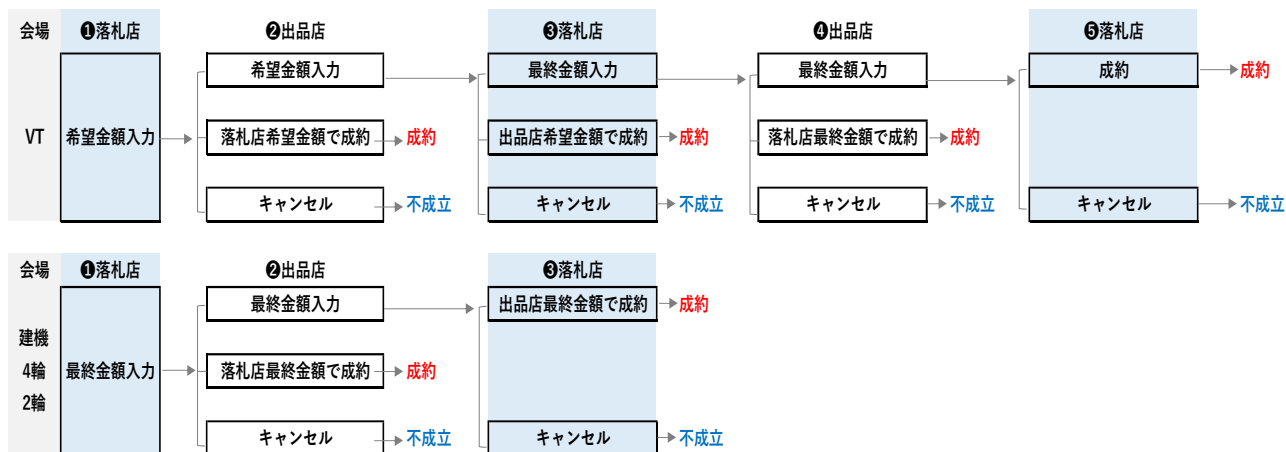 会場 ❶落札店 ❷出品店 ❸落札店 ❹出品店 ❺落札店
希望金額入力 最終金額入力 最終金額入力 成約 成約
VT 希望金額入力 落札店希望金額で成約 成約 出品店希望金額で成約 成約 落札店最終金額で成約 成約
キャンセル 不成立 キャンセル 不成立 キャンセル 不成立 キャンセル 不成立
会場 ❶落札店 ❷出品店 ❸落札店
最終金額入力 出品店最終金額で成約 成約
建機
4輪 最終金額入力 落札店最終金額で成約 成約
2輪
キャンセル 不成立 キャンセル 不成立